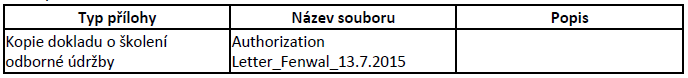 Typ přílohy Název souboru Popis
Kopie dokladu o školení Authorization
odborné údržby Letter_Fenwal_13.7.2015